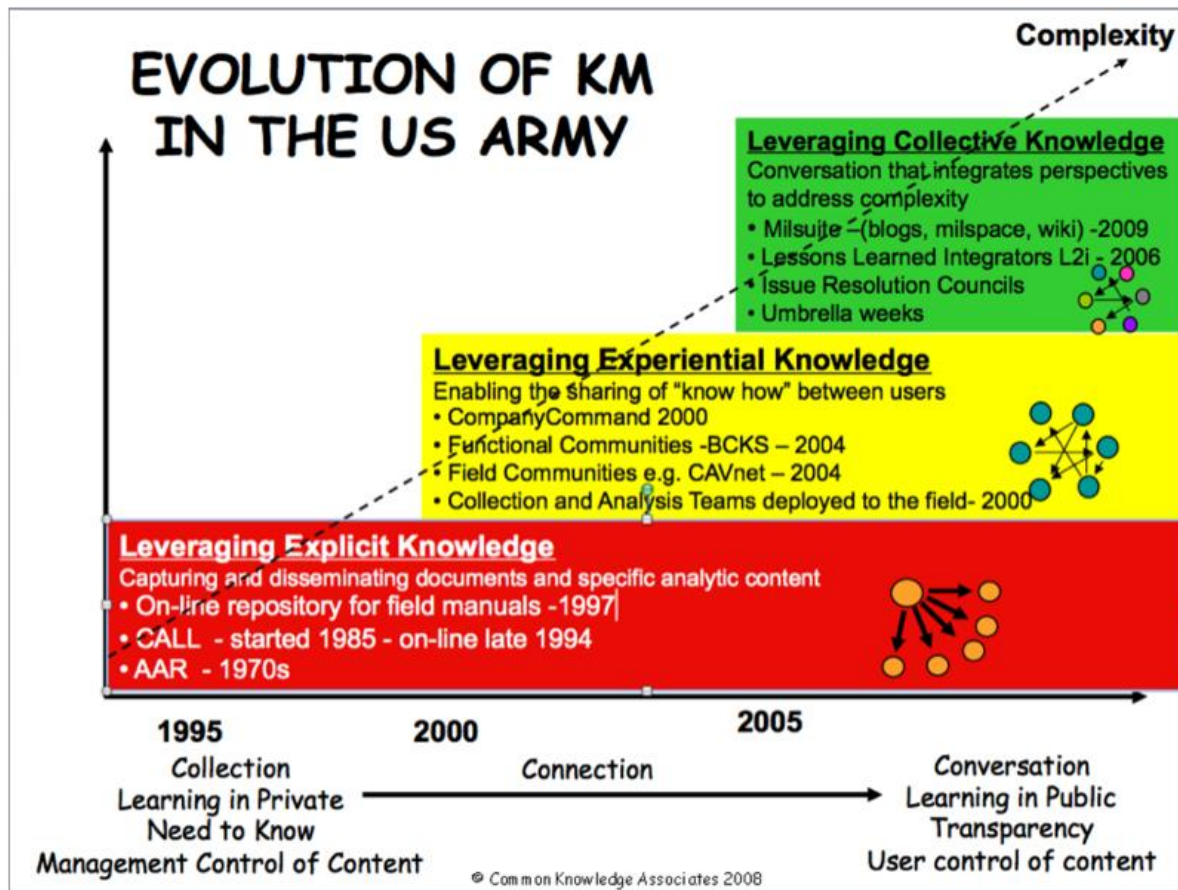 Complexity
EVOLUTION OF KM
IN THE US ARMY
Leveraging Collective Knowledge
Conversation that integrates perspectives
to address complexity
• Milsuite –(blogs, milspace, wiki) -2009
• Lessons Learned Integrators L2i - 2006
• Issue Resolution Councils
• Umbrella weeks
Leveraging Experiential Knowledge
Enabling the sharing of “know how” between users
• CompanyCommand 2000
• Functional Communities -BCKS – 2004
• Field Communities e.g. CAVnet – 2004
• Collection and Analysis Teams deployed to the field- 2000
Leveraging Explicit Knowledge
Capturing and disseminating documents and specific analytic content
• On-line repository for field manuals -1997
• CALL - started 1985 - on-line late 1994
• AAR - 1970s
1995
2000
2005
Collection
Learning in Private
Need to Know
Management Control of Content
Connection
Conversation
Learning in Public
Transparency
User control of content
© Common Knowledge Associates 2008